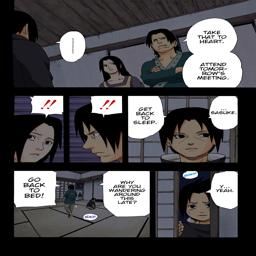 TAKE
THAT TO
HEART.
ATTEND
TOMOR-
ROW'S
MEETING.
!!
!!
GET
BACK TO
SLEEP.
SASUKE.
GO
BACK
TO BED!
WHY
ARE YOU
WANDERING
AROUND
THIS
LATE?
Y...
YEAH.